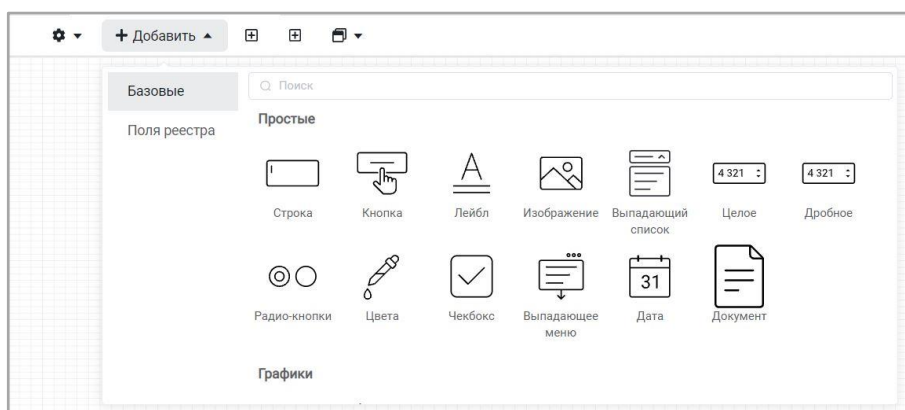 Добавить
Базовые
Поля реестра
Поиск
Простые
A
4 321
4 321
Строка
Кнопка
Лейбл
Изображение
Выпадающий
список
Целое
Дробное
31
Радио-кнопки
Цвета
Чекбокс
Выпадающее
меню
Дата
Документ
Графики